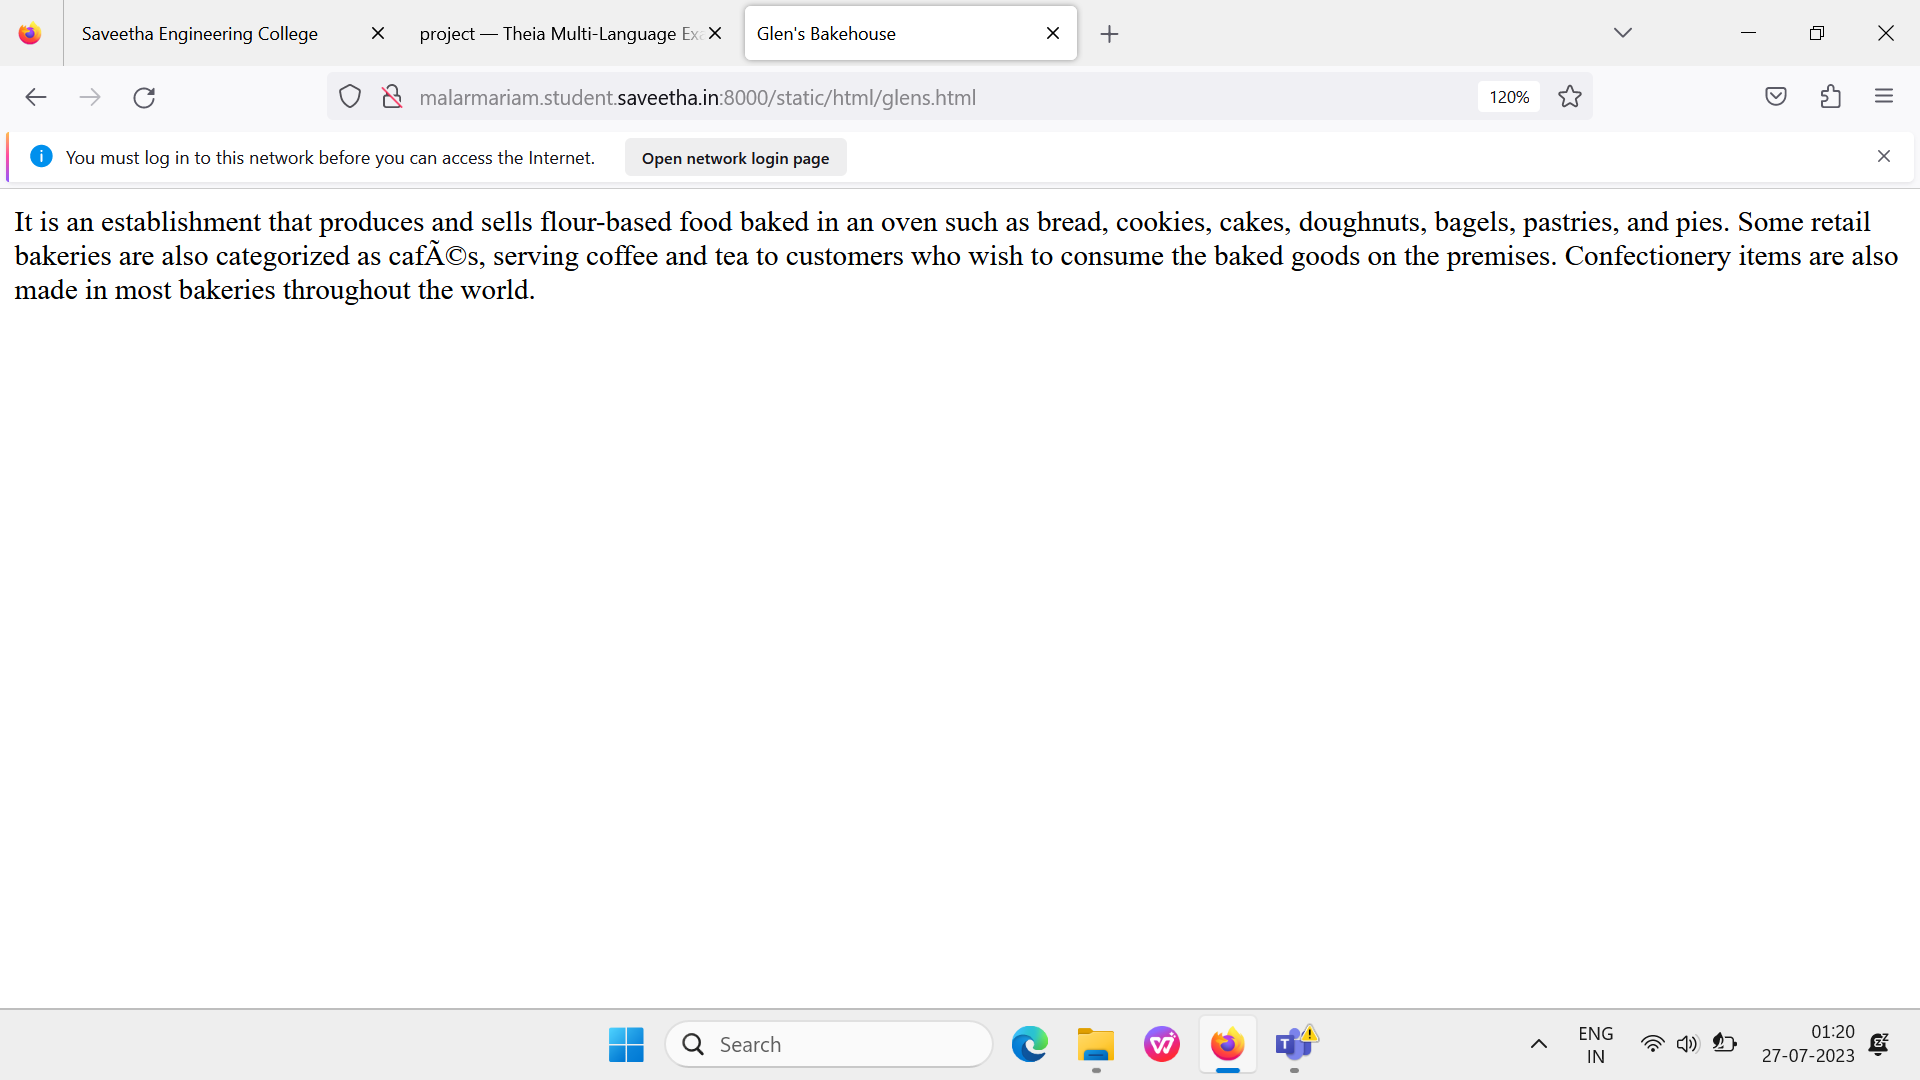 Saveetha Engineering College
project — Theia Multi-Language Ex
Glen's Bakehouse
malarmariam.student.saveetha.in:8000/static/html/glens.html
120%
You must log in to this network before you can access the Internet.
Open network login page
It is an establishment that produces and sells flour-based food baked in an oven such as bread, cookies, cakes, doughnuts, bagels, pastries, and pies. Some retail
bakeries are also categorized as cafÃ©s, serving coffee and tea to customers who wish to consume the baked goods on the premises. Confectionery items are also
made in most bakeries throughout the world.
Search
ENG
IN
01:20
27-07-2023